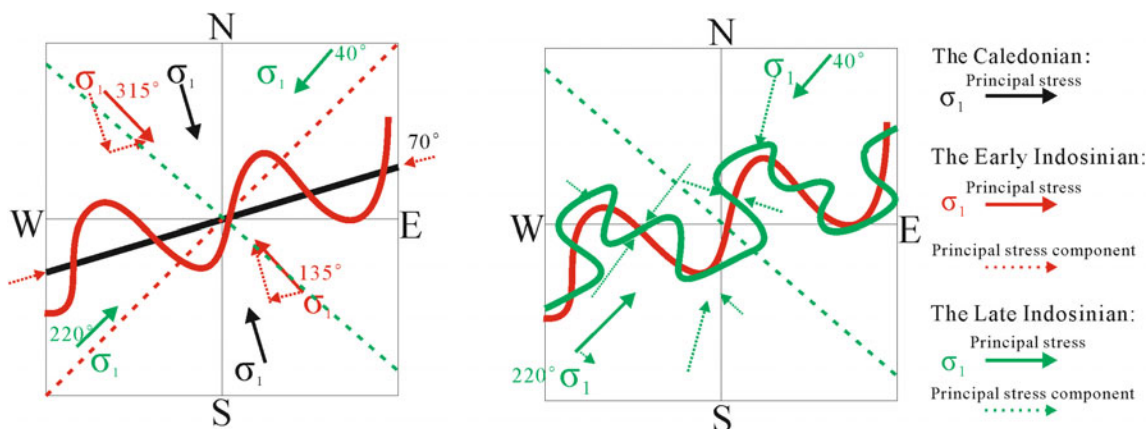 N
σ1
40°
σ1
315°
σ1
70°
W
E
135°
σ1
220°
σ1
σ1
S
N
σ1
40°
W
E
220° σ1
S
The Caledonian:
Principal stress
σ1
The Early Indosinian:
Principal stress
σ1
Principal stress component
The Late Indosinian:
Principal stress
σ1
Principal stress component